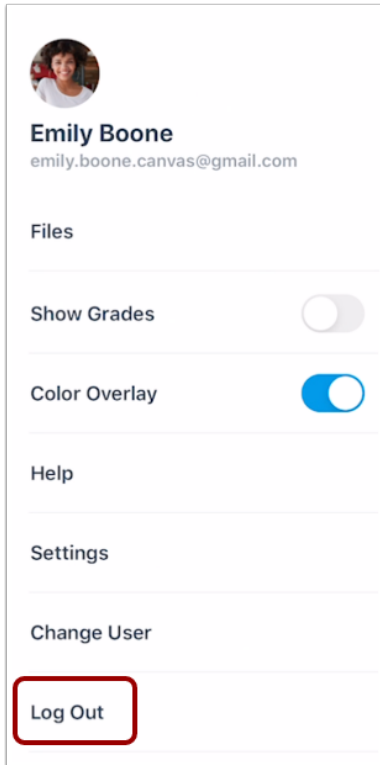 Emily Boone
emily.boone.canvas@gmail.com
Files
Show Grades
Color Overlay
Help
Settings
Change User
Log Out